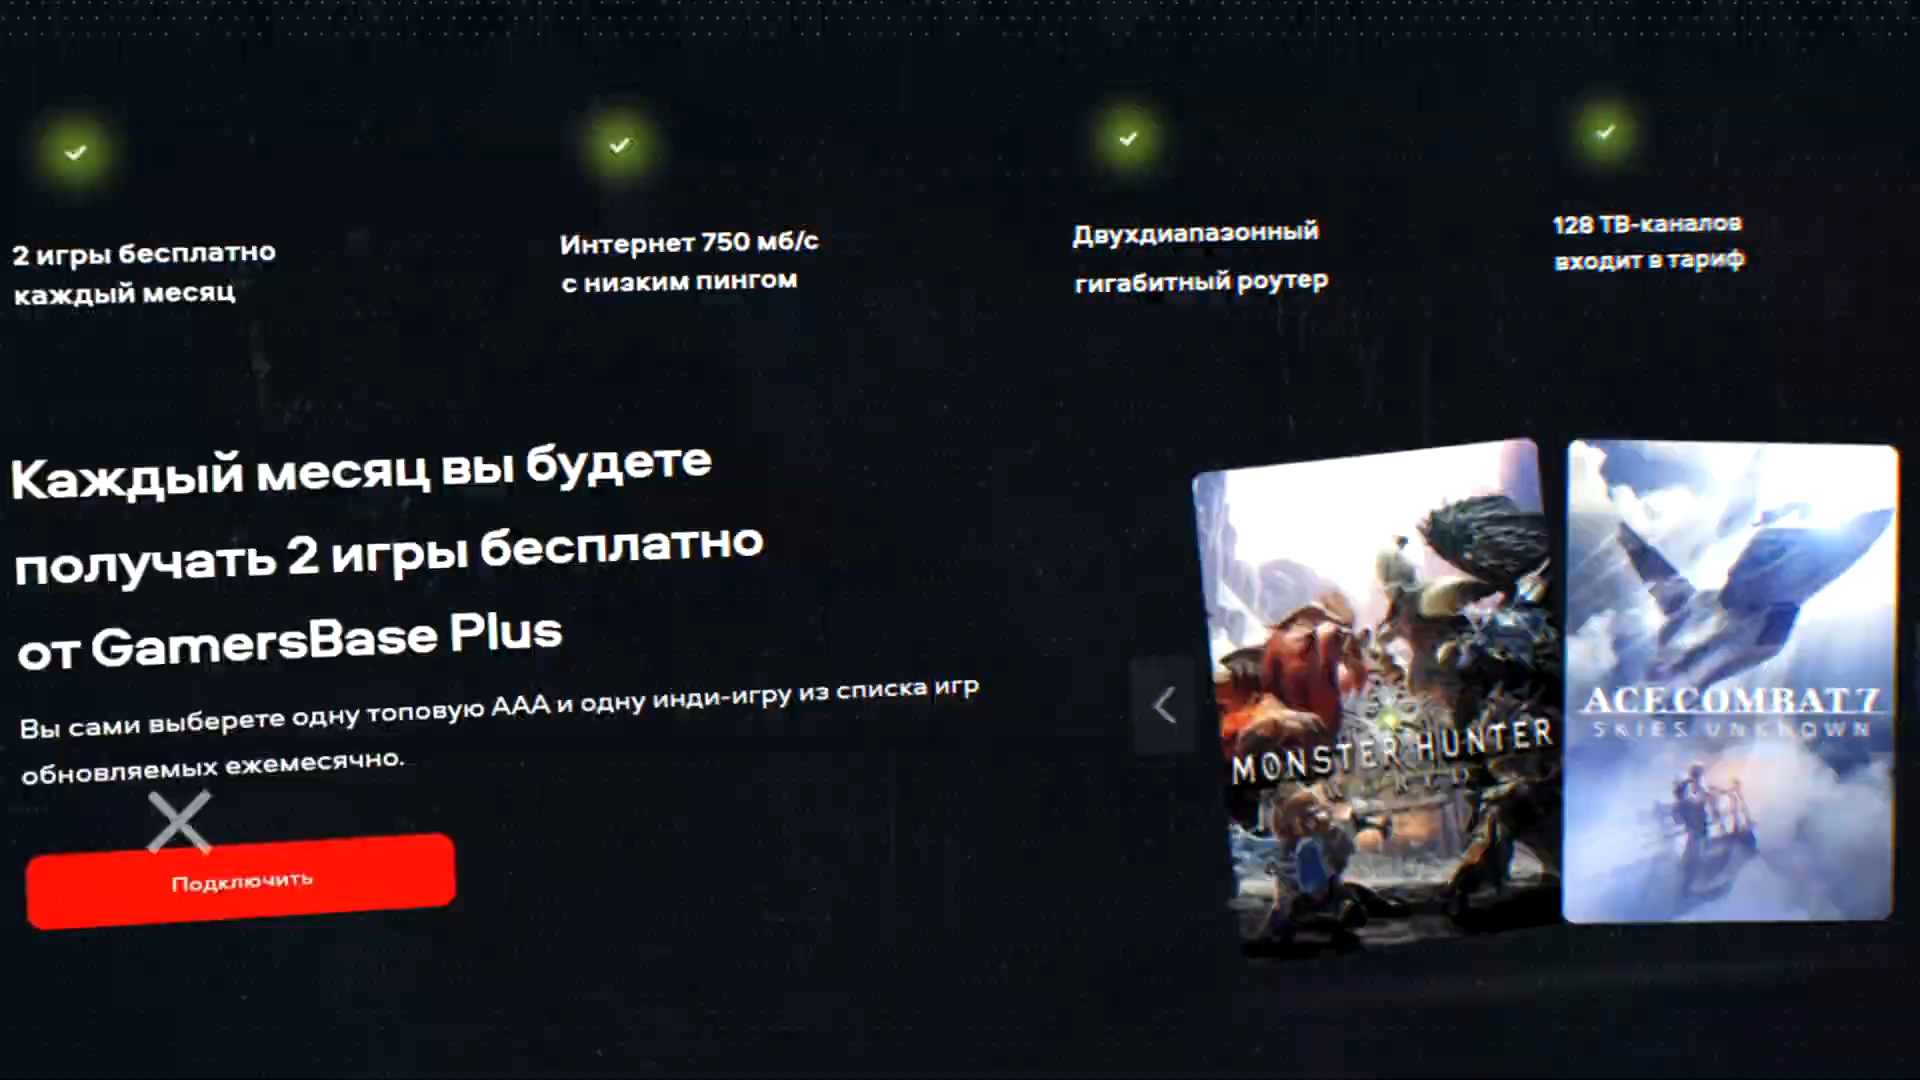 2 игры бесплатно
каждый месяц
Интернет 750 мб/с
с низким пингом
Двухдиапазонный
гигабитный роутер
128 ТВ-каналов
входит в тариф
Каждый месяц вы будете
получать 2 игры бесплатно
от GamersBase Plus
Вы сами выберете одну топовую ААА и одну инди-игру из списка игр
обновляемых ежемесячно.
Подключить
MONSTER HUNTER
WORLD
ACE COMBAT 7
SKIES UNKNOWN